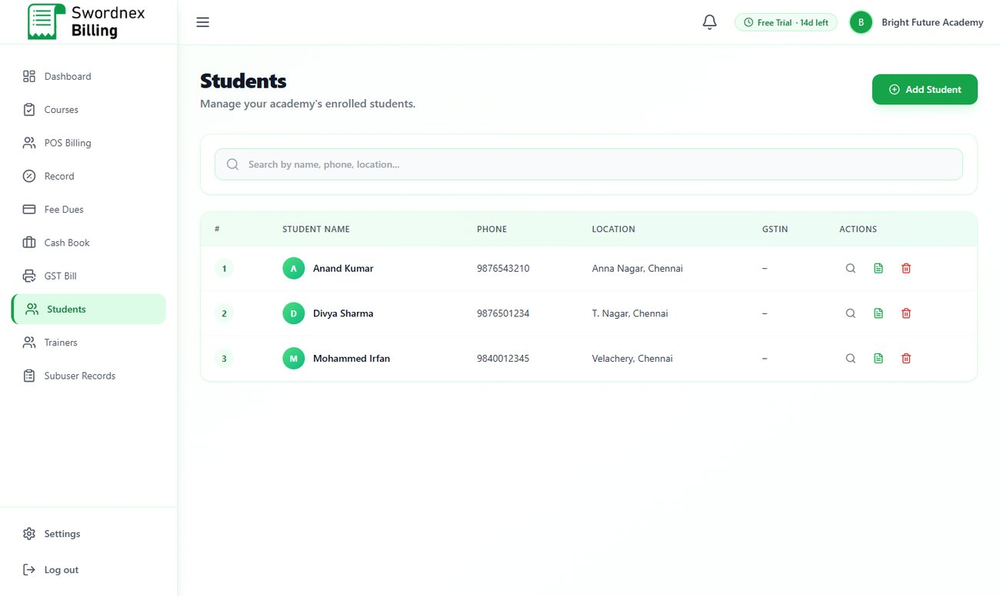 Swordnex
Billing
Free Trial · 14d left
B
Bright Future Academy
Dashboard
Courses
POS Billing
Record
Fee Dues
Cash Book
GST Bill
Students
Trainers
Subuser Records
Settings
Log out
Students
Manage your academy's enrolled students.
Add Student
Search by name, phone, location...
# STUDENT NAME PHONE LOCATION GSTIN ACTIONS
1 A Anand Kumar 9876543210 Anna Nagar, Chennai –
2 D Divya Sharma 9876501234 T. Nagar, Chennai –
3 M Mohammed Irfan 9840012345 Velachery, Chennai –